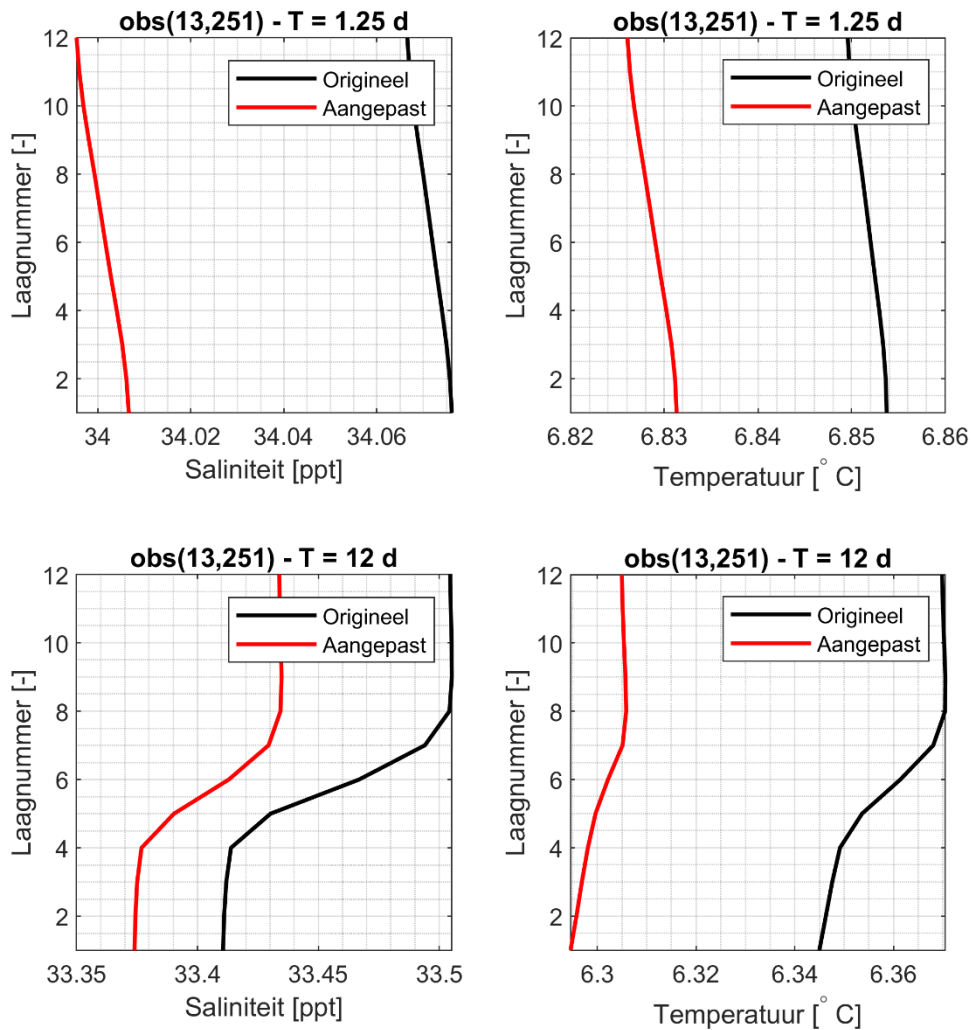 obs(13,251) - T = 1.25 d
12
10
8
6
4
2
Laagnummer [-]
Origineel
Aangepast
34
34.02
34.04
34.06
Saliniteit [ppt]
obs(13,251) - T = 1.25 d
12
10
8
6
4
2
Laagnummer [-]
Origineel
Aangepast
6.82
6.83
6.84
6.85
6.86
Temperatuur [° C]
obs(13,251) - T = 12 d
12
10
8
6
4
2
Laagnummer [-]
Origineel
Aangepast
33.35
33.4
33.45
33.5
Saliniteit [ppt]
obs(13,251) - T = 12 d
12
10
8
6
4
2
Laagnummer [-]
Origineel
Aangepast
6.3
6.32
6.34
6.36
Temperatuur [° C]